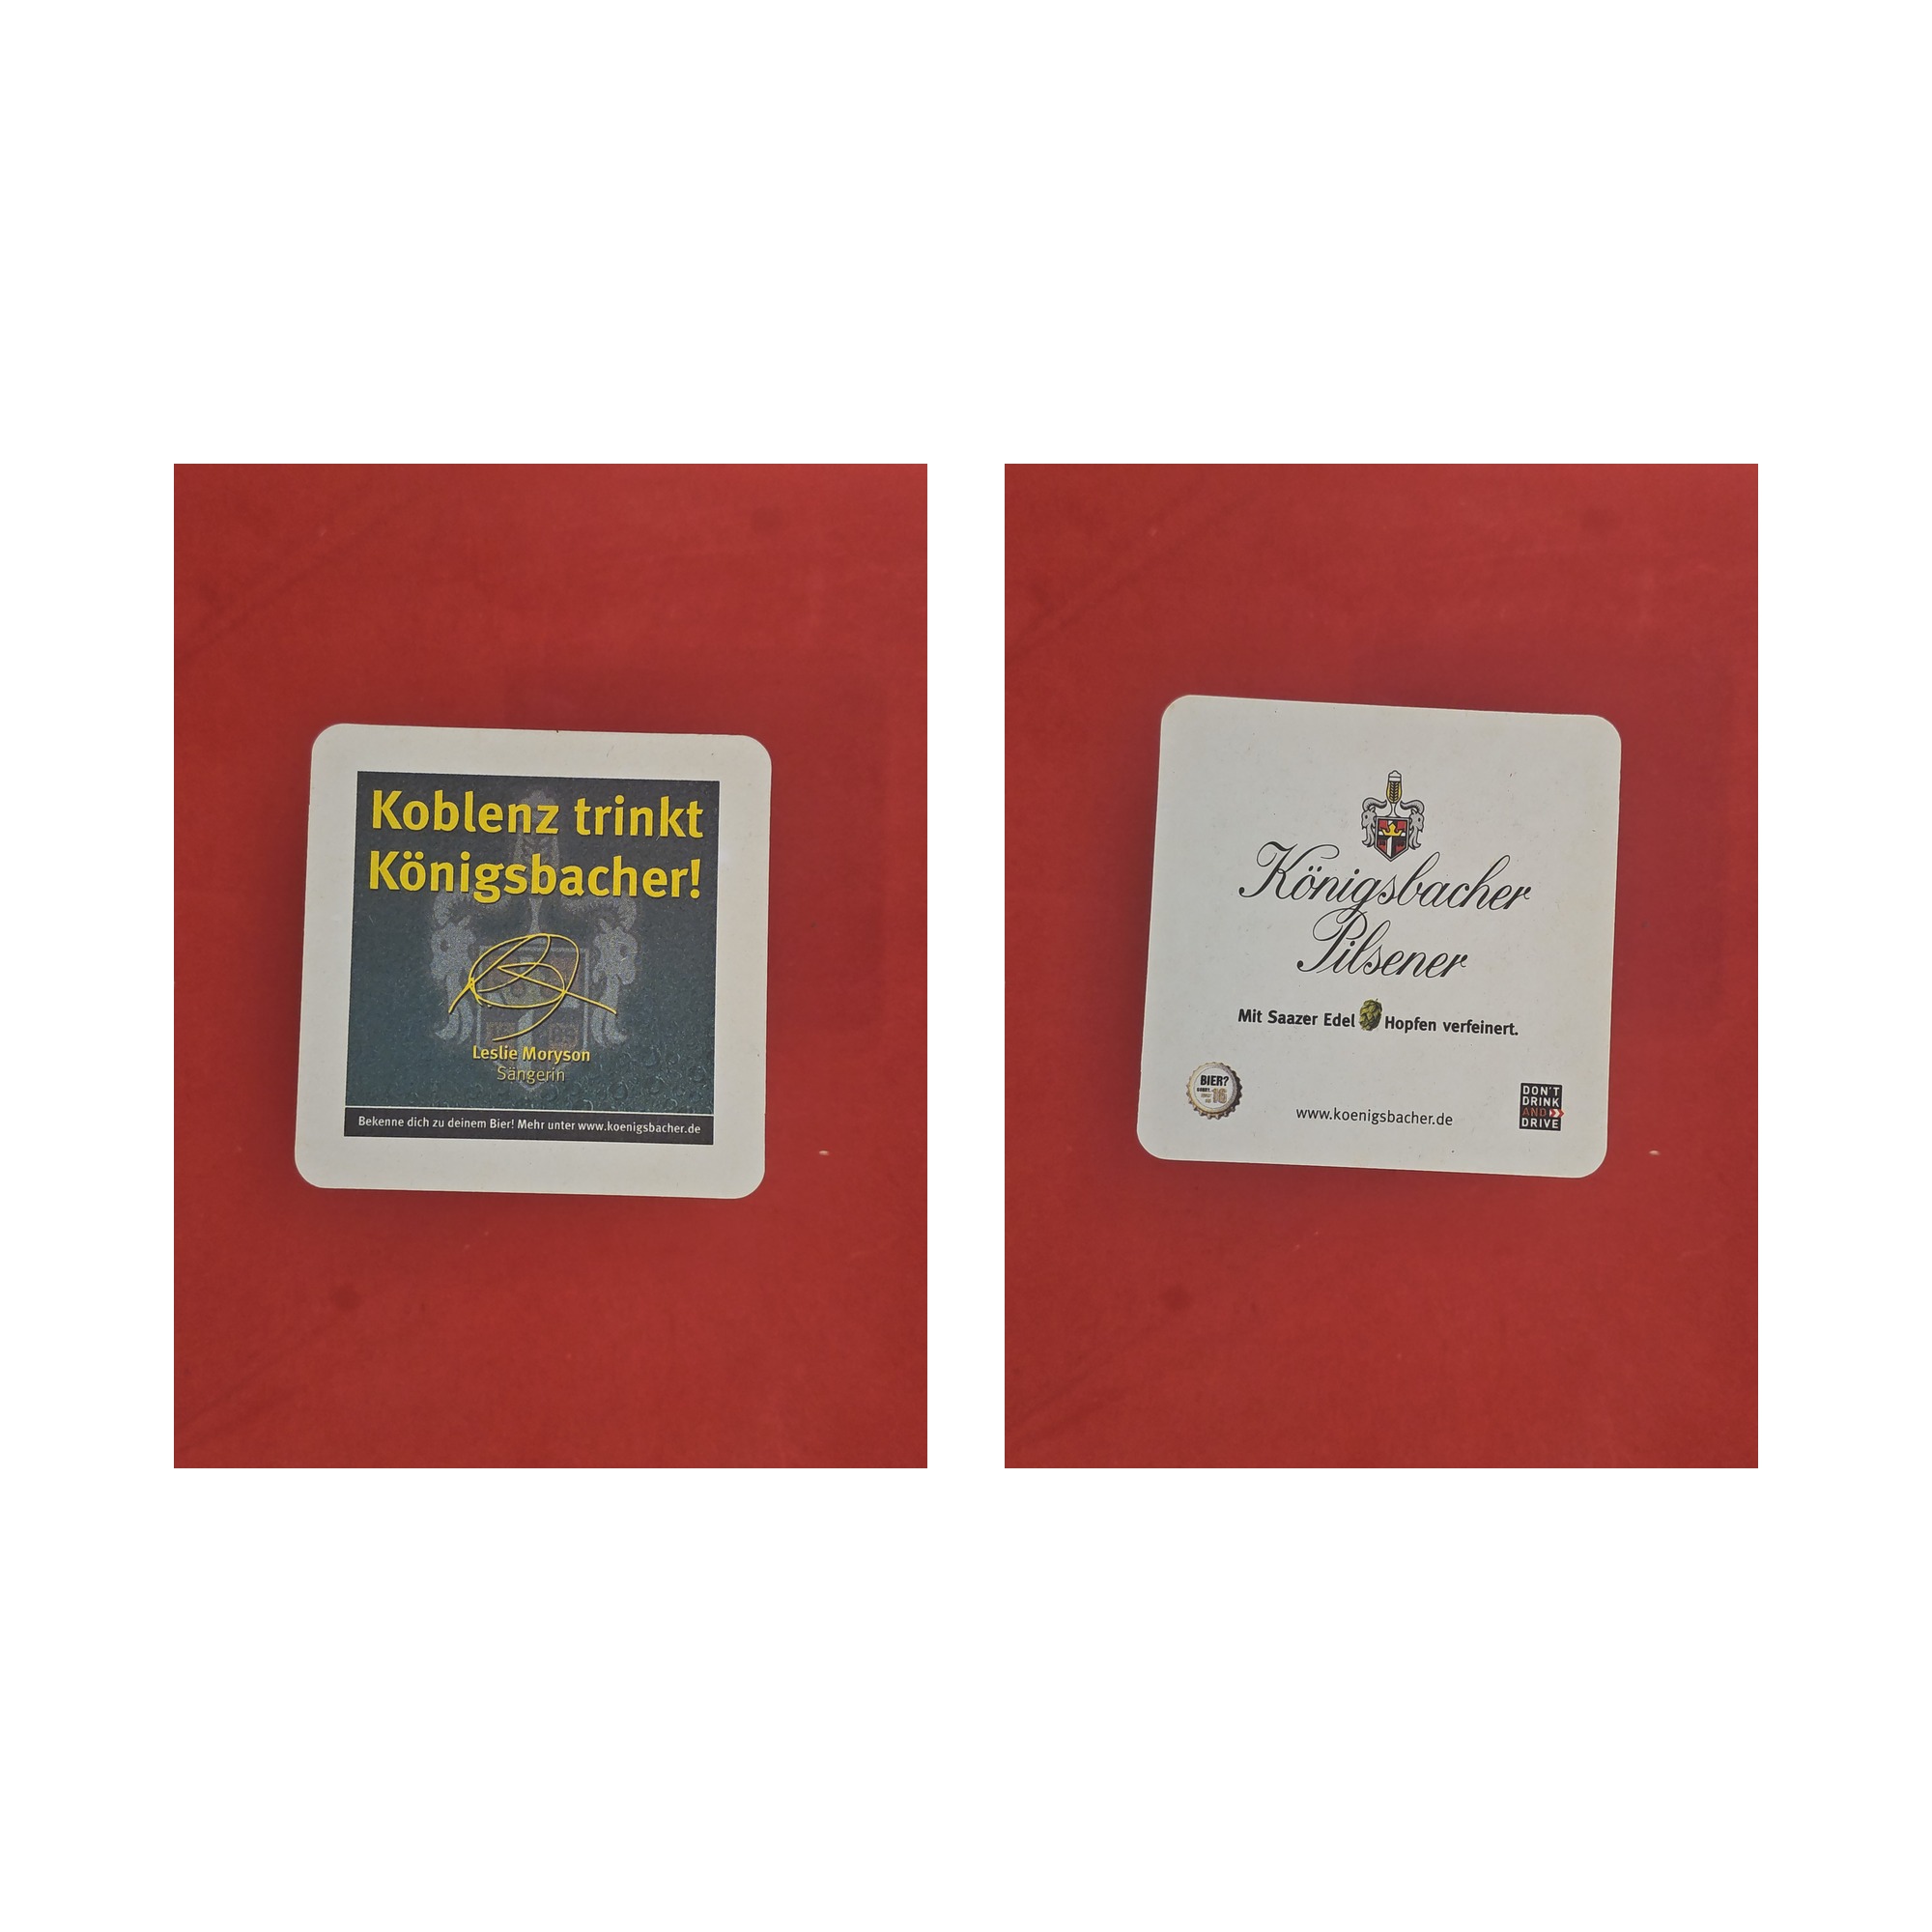 Koblenz trinkt
Königsbacher!
Leslie Moryson
Sängerin
Bekenne dich zu deinem Bier! Mehr unter www.koenigsbacher.de
Königsbacher
Pilsener
Mit Saazer Edel Hopfen verfeinert.
BIER?
16
www.koenigsbacher.de
DON'T
DRINK
AND
DRIVE